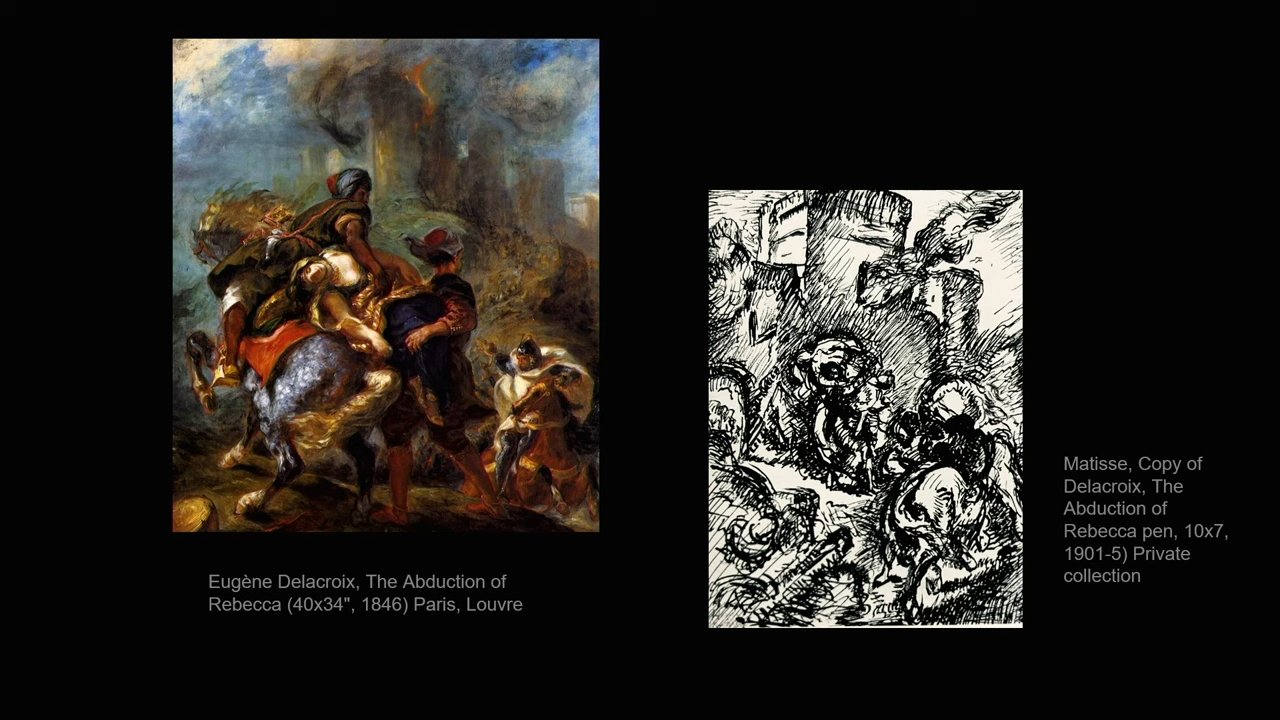 Eugène Delacroix, The Abduction of
Rebecca (40x34", 1846) Paris, Louvre
Matisse, Copy of
Delacroix, The
Abduction of
Rebecca pen, 10x7,
1901-5) Private
collection